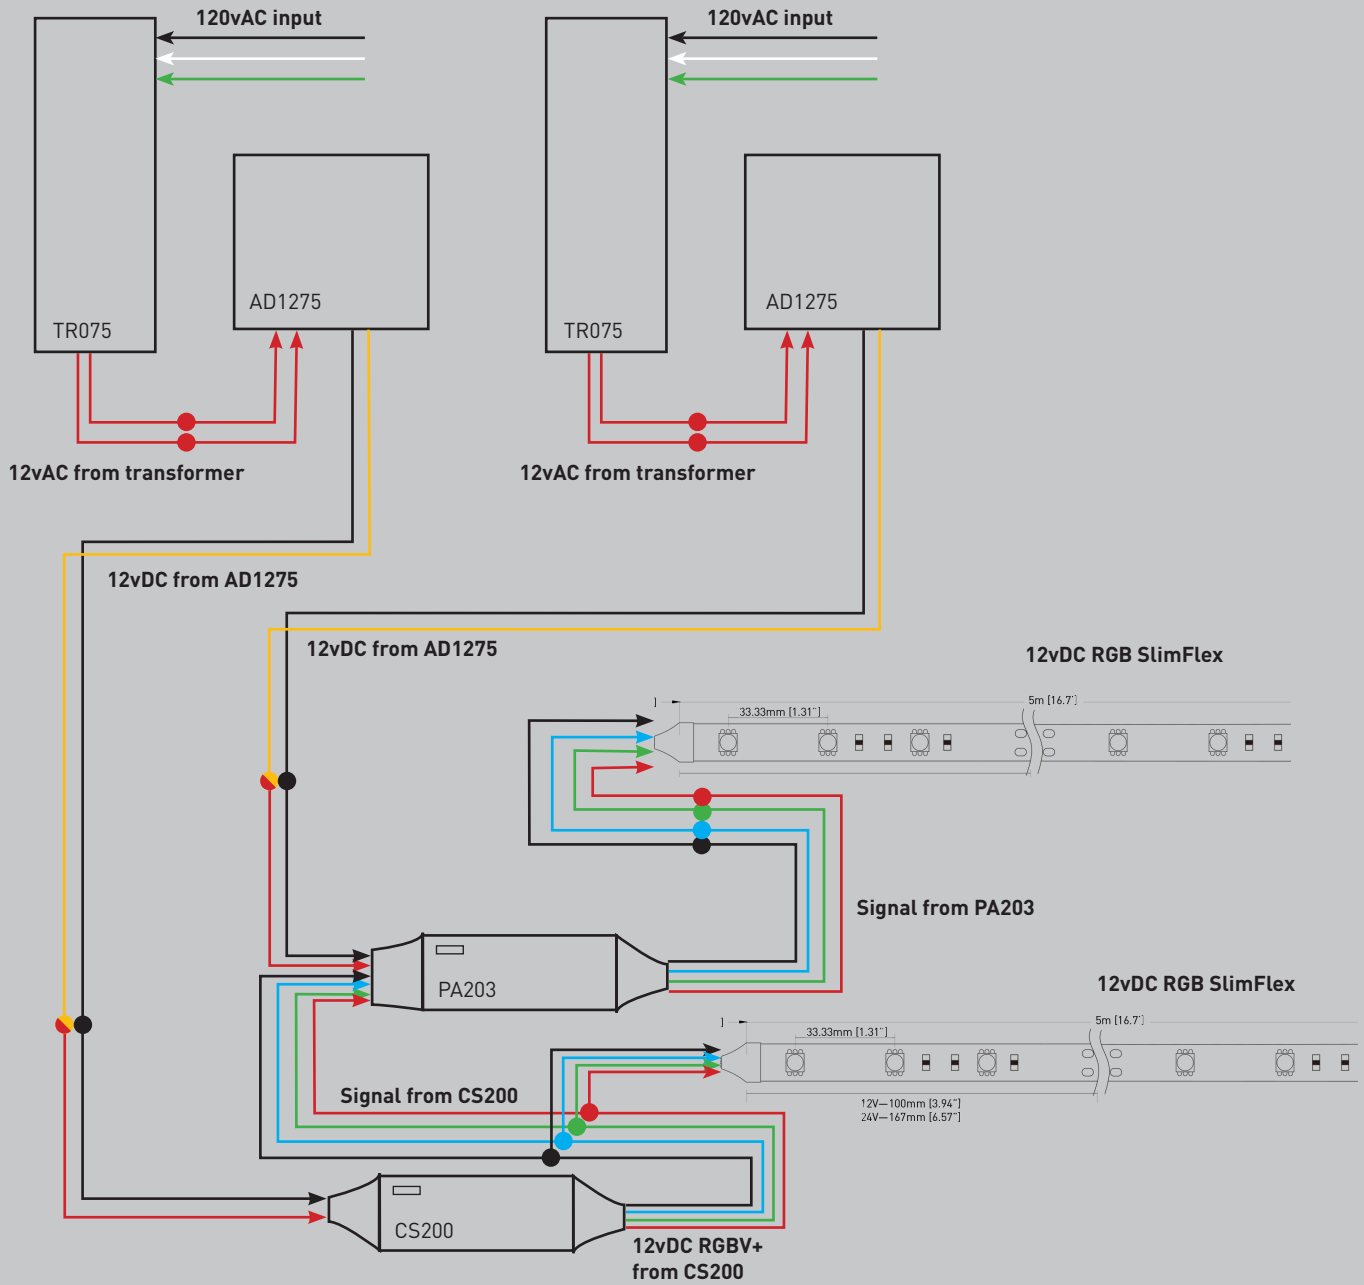 120vAC input
120vAC input
AD1275
AD1275
TR075
TR075
12vAC from transformer
12vAC from transformer
12vDC from AD1275
12vDC from AD1275
12vDC RGB SlimFlex
] 5m [16.7']
33.33mm [1.31"]
Signal from PA203
PA203
12vDC RGB SlimFlex
] 5m [16.7'
33.33mm [1.31"]
Signal from CS200
12V—100mm [3.94"]
24V—167mm [6.57"]
CS200
12vDC RGBV+
from CS200